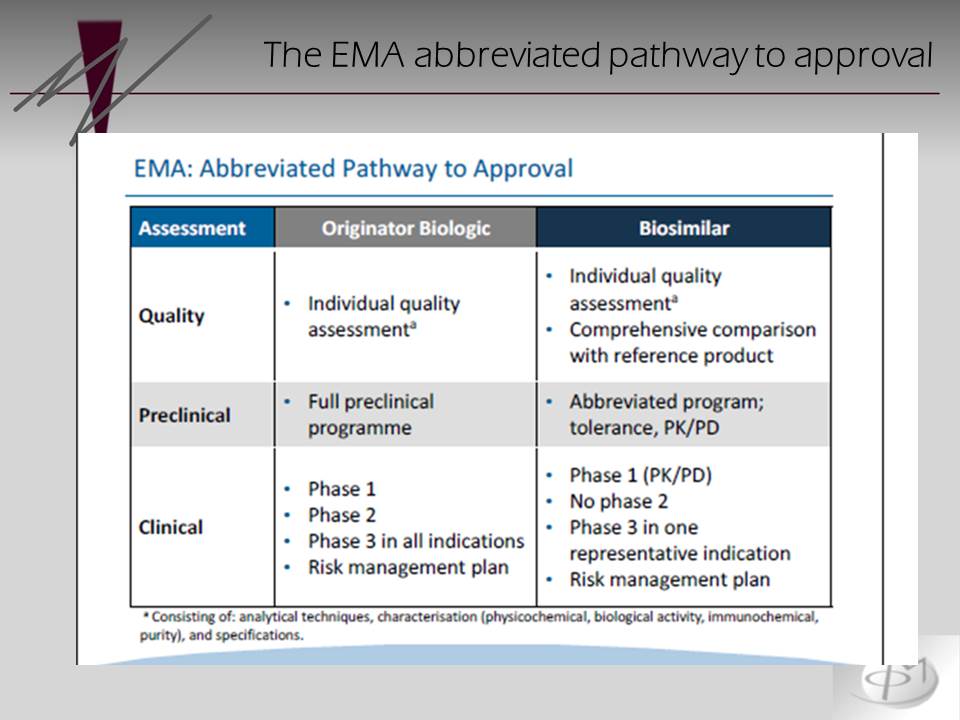 The EMA abbreviated pathway to approval
EMA: Abbreviated Pathway to Approval
Assessment
Originator Biologic
Biosimilar
Quality
• Individual quality
assessmentᵃ
• Individual quality
assessmentᵃ
• Comprehensive comparison
with reference product
Preclinical
• Full preclinical
programme
• Abbreviated program;
tolerance, PK/PD
Clinical
• Phase 1
• Phase 2
• Phase 3 in all indications
• Risk management plan
• Phase 1 (PK/PD)
• No phase 2
• Phase 3 in one
representative indication
• Risk management plan
ᵃ Consisting of: analytical techniques, characterisation (physicochemical, biological activity, immunochemical,
purity), and specifications.